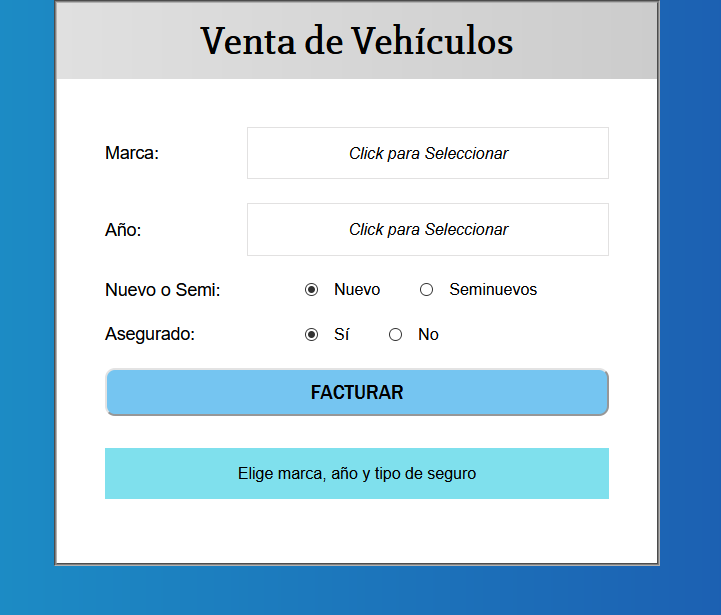 Venta de Vehículos
Marca: Click para Seleccionar
Año: Click para Seleccionar
Nuevo o Semi: Nuevo Seminuevos
Asegurado: Sí No
FACTURAR
Elige marca, año y tipo de seguro